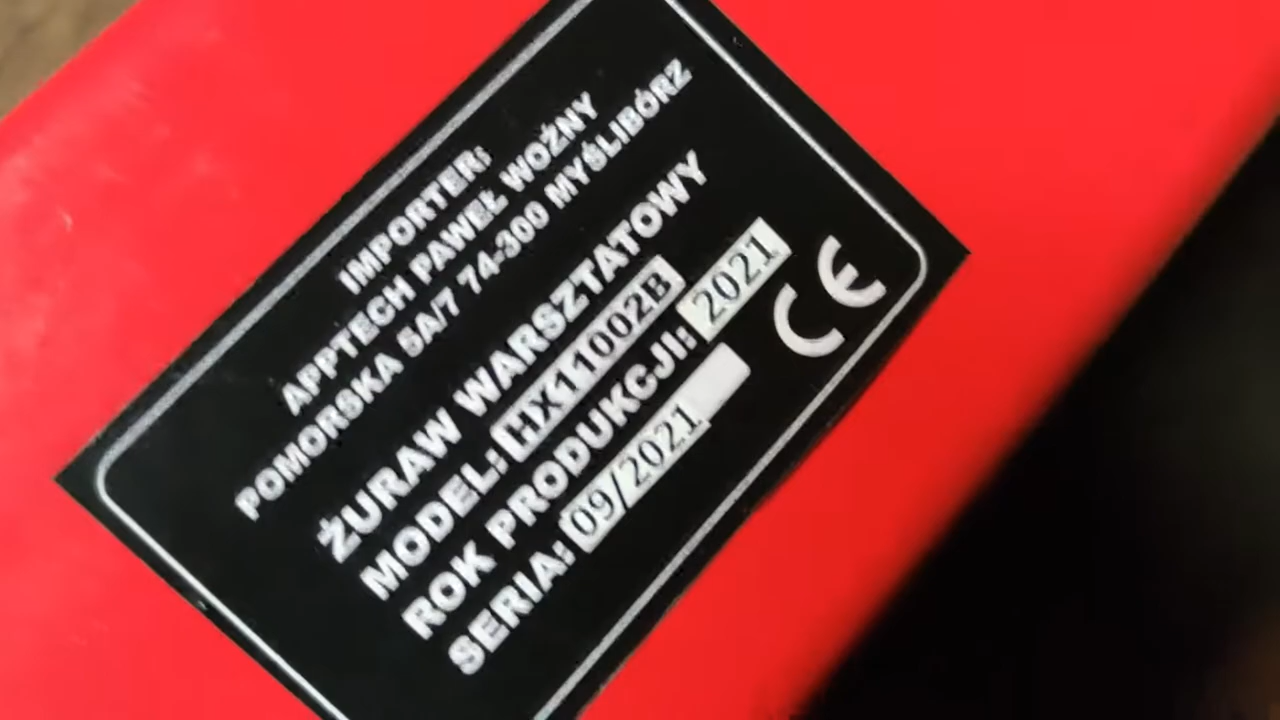 IMPORTER:
APPTECH PAWEŁ WOŹNY
POMORSKA 5A/7 74-300 MYŚLIBÓRZ
ŻURAW WARSZTATOWY
MODEL: HX11002B
ROK PRODUKCJI: 2021
SERIA: 09/2021
CE